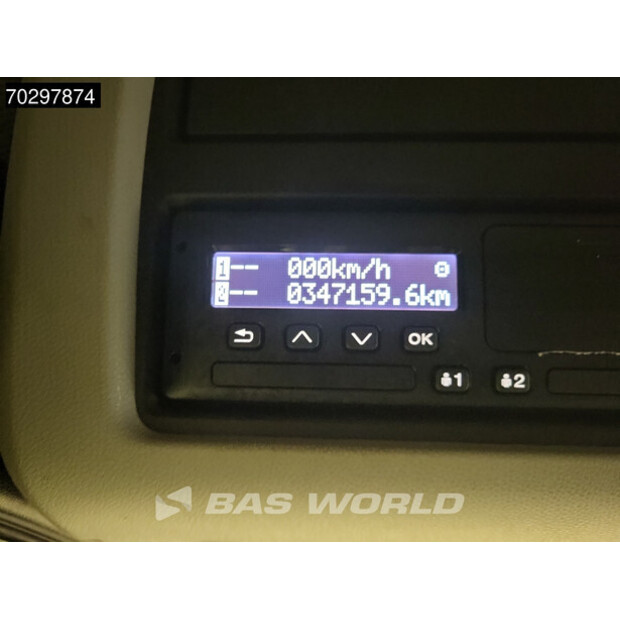 70297874
1-- 000km/h
2-- 0347159.6km
OK
1 2
BAS WORLD